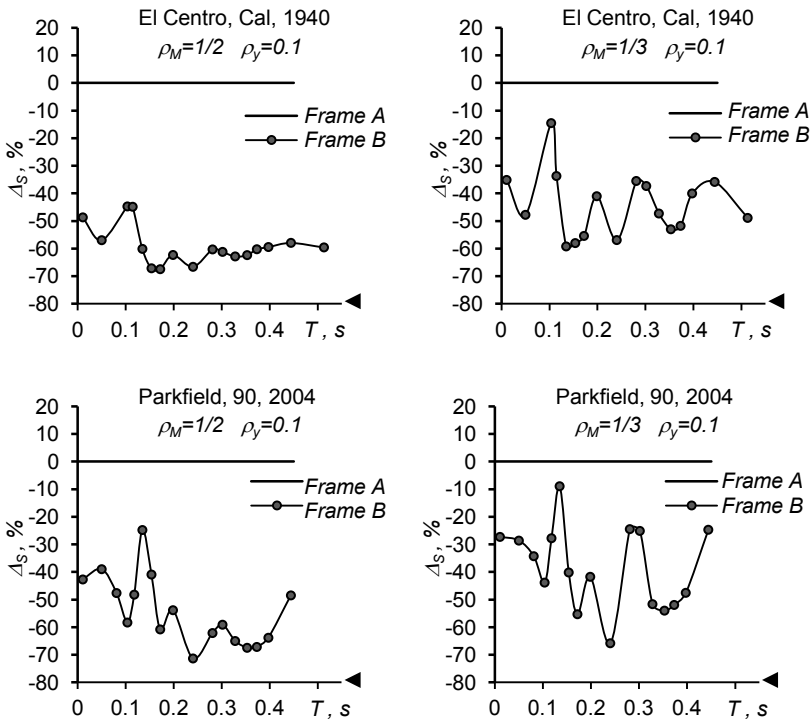 El Centro, Cal, 1940
ρM=1/2 ρy=0.1
20
10
0
-10
-20
-30
-40
-50
-60
-70
-80
ΔS, %
Frame A
Frame B
0 0.1 0.2 0.3 0.4 T, s
El Centro, Cal, 1940
ρM=1/3 ρy=0.1
20
10
0
-10
-20
-30
-40
-50
-60
-70
-80
ΔS, %
Frame A
Frame B
0 0.1 0.2 0.3 0.4 T, s
Parkfield, 90, 2004
ρM=1/2 ρy=0.1
20
10
0
-10
-20
-30
-40
-50
-60
-70
-80
ΔS, %
Frame A
Frame B
0 0.1 0.2 0.3 0.4 T, s
Parkfield, 90, 2004
ρM=1/3 ρy=0.1
20
10
0
-10
-20
-30
-40
-50
-60
-70
-80
ΔS, %
Frame A
Frame B
0 0.1 0.2 0.3 0.4 T, s